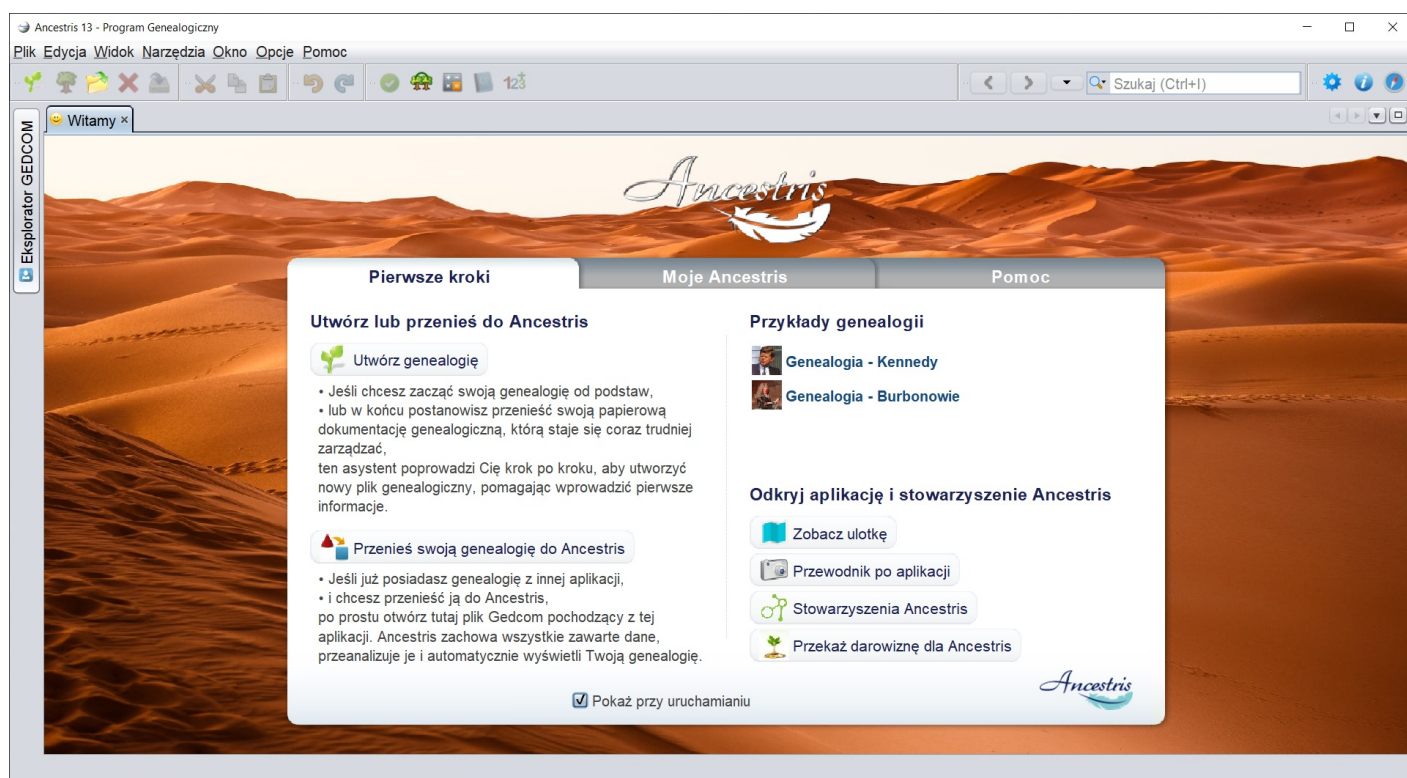 Ancestris 13 - Program Genealogiczny
Plik Edycja Widok Narzędzia Okno Opcje Pomoc
123
Szukaj (Ctrl+I)
Eksplorator GEDCOM
Witamy
Ancestris
Pierwsze kroki
Moje Ancestris
Pomoc
Utwórz lub przenieś do Ancestris
Utwórz genealogię
• Jeśli chcesz zacząć swoją genealogię od podstaw,
• lub w końcu postanowisz przenieść swoją papierową
dokumentację genealogiczną, którą staje się coraz trudniej
zarządzać,
ten asystent poprowadzi Cię krok po kroku, aby utworzyć
nowy plik genealogiczny, pomagając wprowadzić pierwsze
informacje.
Przenieś swoją genealogię do Ancestris
• Jeśli już posiadasz genealogię z innej aplikacji,
• i chcesz przenieść ją do Ancestris,
po prostu otwórz tutaj plik Gedcom pochodzący z tej
aplikacji. Ancestris zachowa wszystkie zawarte dane,
przeanalizuje je i automatycznie wyświetli Twoją genealogię.
Przykłady genealogii
Genealogia - Kennedy
Genealogia - Burbonowie
Odkryj aplikację i stowarzyszenie Ancestris
Zobacz ulotkę
Przewodnik po aplikacji
Stowarzyszenia Ancestris
Przekaż darowiznę dla Ancestris
Ancestris
Pokaż przy uruchamianiu